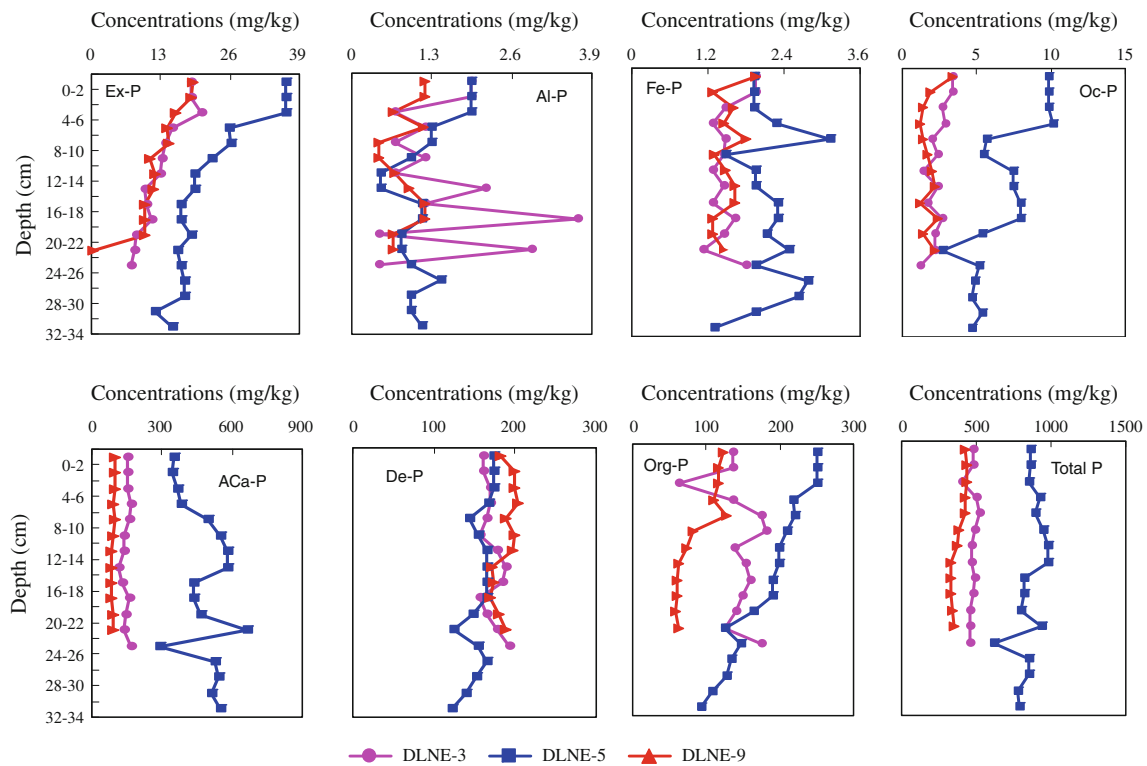 Concentrations (mg/kg) Concentrations (mg/kg) Concentrations (mg/kg) Concentrations (mg/kg)
0 13 26 39 0 1.3 2.6 3.9 1.2 2.4 3.6 0 5 10 15
Ex-P Al-P Fe-P Oc-P
Depth (cm)
0-2
4-6
8-10
12-14
16-18
20-22
24-26
28-30
32-34
Concentrations (mg/kg) Concentrations (mg/kg) Concentrations (mg/kg) Concentrations (mg/kg)
0 300 600 900 100 200 300 0 100 200 300 0 500 1000 1500
ACa-P De-P Org-P Total P
Depth (cm)
0-2
4-6
8-10
12-14
16-18
20-22
24-26
28-30
32-34
DLNE-3 DLNE-5 DLNE-9